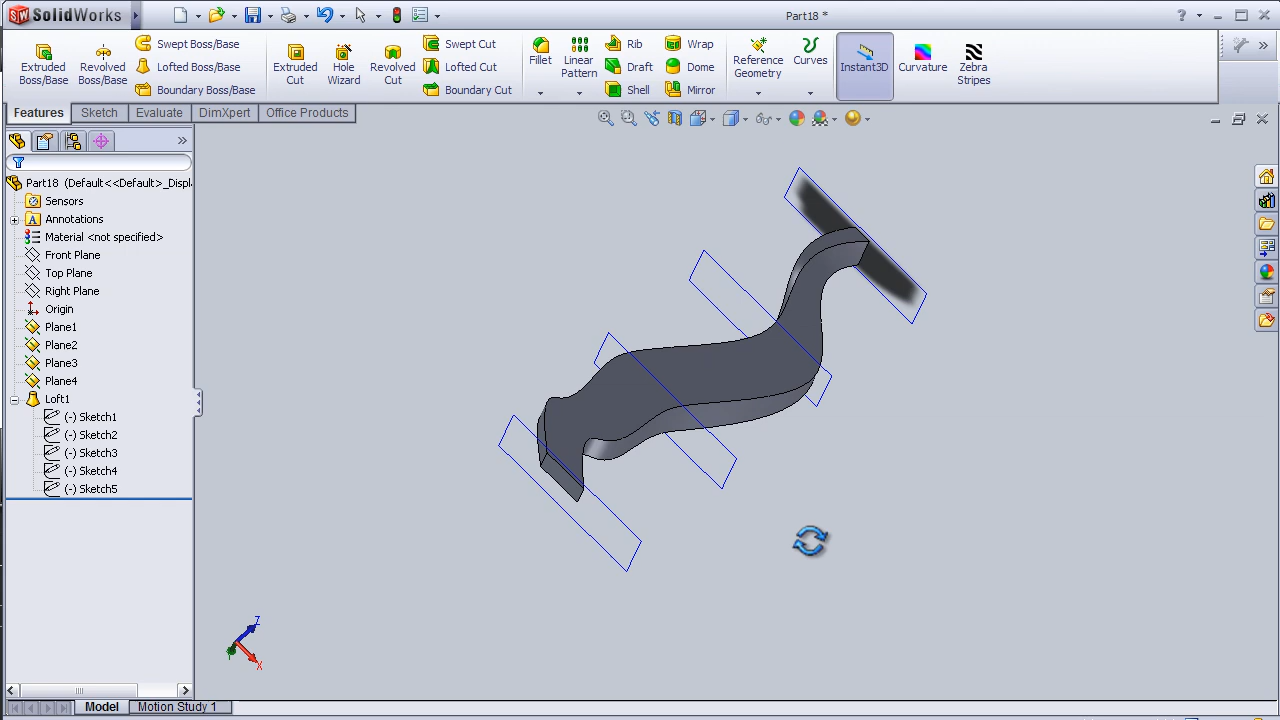 SolidWorks
Part18 *
Extruded Boss/Base
Revolved Boss/Base
Swept Boss/Base
Lofted Boss/Base
Boundary Boss/Base
Extruded Cut
Hole Wizard
Revolved Cut
Swept Cut
Lofted Cut
Boundary Cut
Fillet
Linear Pattern
Rib
Draft
Shell
Wrap
Dome
Mirror
Reference Geometry
Curves
Instant3D
Curvature
Zebra Stripes
Features
Sketch
Evaluate
DimXpert
Office Products
Part18 (Default<<Default>_Displ
Sensors
Annotations
Material <not specified>
Front Plane
Top Plane
Right Plane
Origin
Plane1
Plane2
Plane3
Plane4
Loft1
(-) Sketch1
(-) Sketch2
(-) Sketch3
(-) Sketch4
(-) Sketch5
Z
Y
X
Model
Motion Study 1